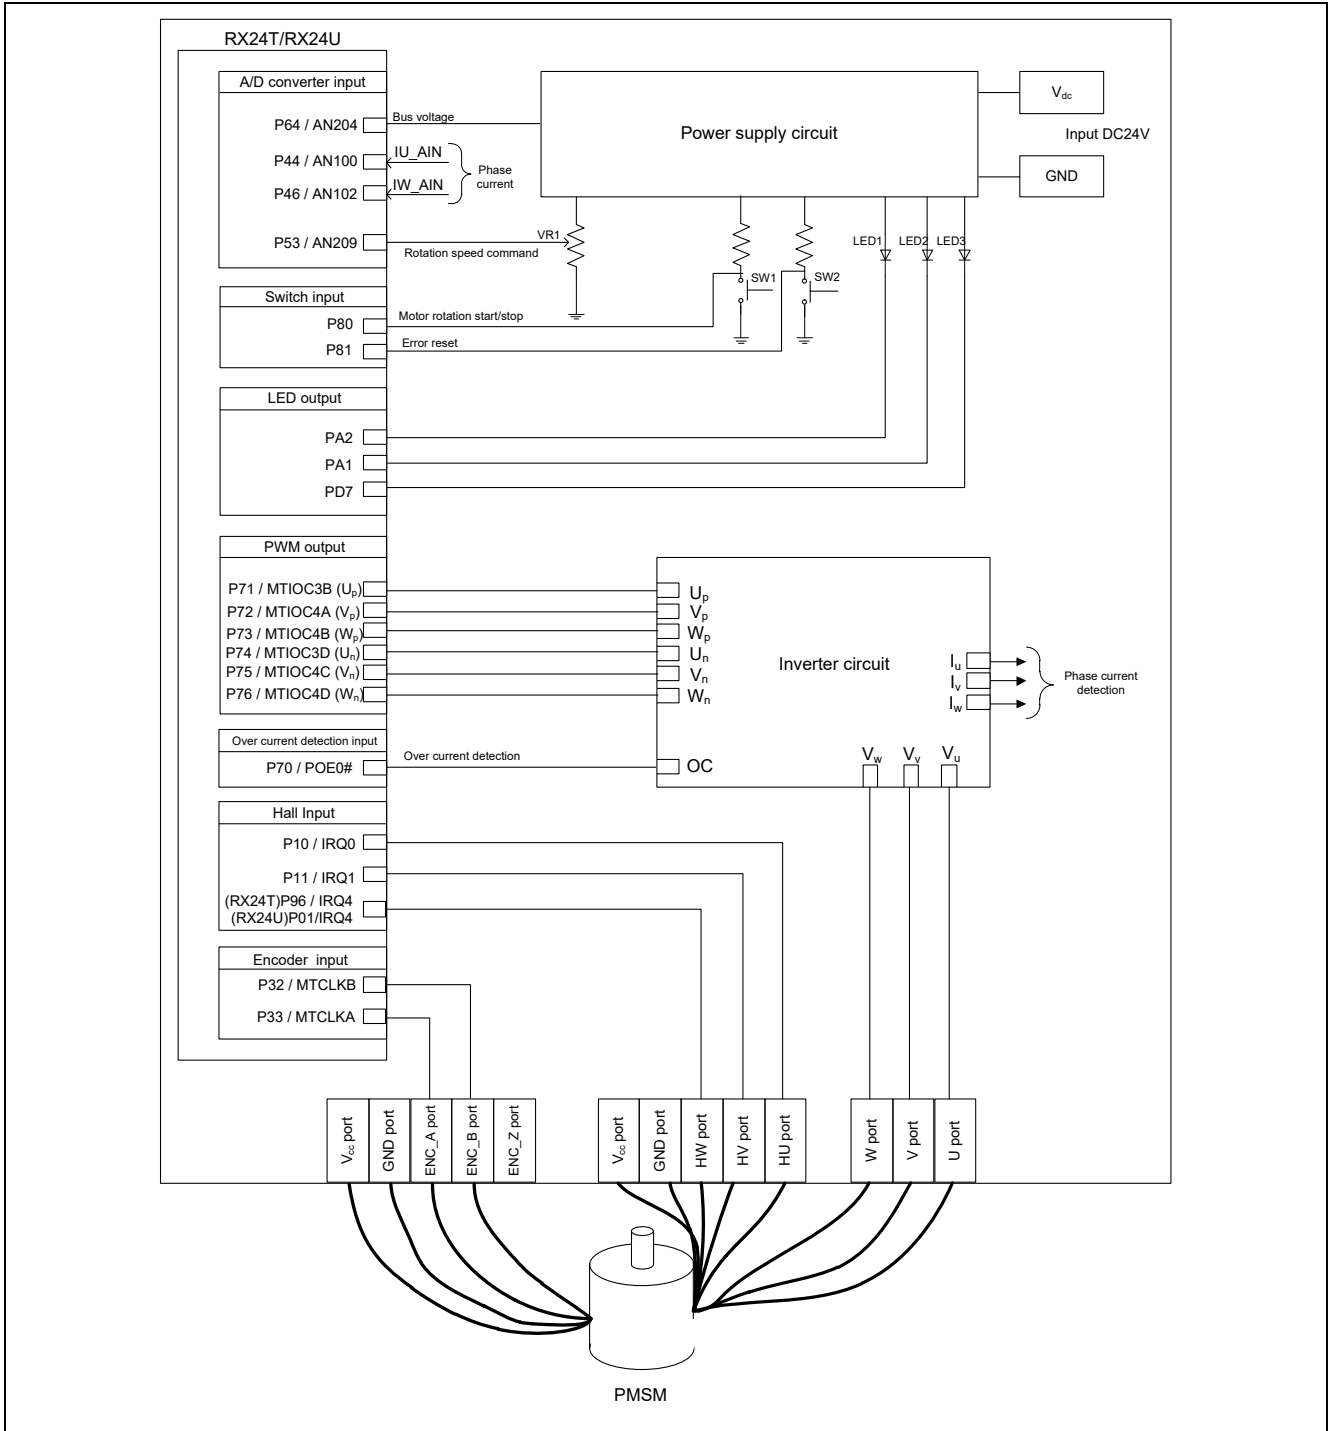 RX24T/RX24U
A/D converter input
P64 / AN204
Bus voltage
P44 / AN100
IU_AIN
P46 / AN102
IW_AIN
Phase
current
P53 / AN209
Rotation speed command
VR1
Power supply circuit
Vdc
Input DC24V
GND
LED1
LED2
LED3
SW1
SW2
Switch input
P80
Motor rotation start/stop
P81
Error reset
LED output
PA2
PA1
PD7
PWM output
P71 / MTIOC3B (Up)
P72 / MTIOC4A (Vp)
P73 / MTIOC4B (Wp)
P74 / MTIOC3D (Un)
P75 / MTIOC4C (Vn)
P76 / MTIOC4D (Wn)
Up
Vp
Wp
Un
Vn
Wn
Inverter circuit
Iu
Iv
Iw
Phase current
detection
Over current detection input
P70 / POE0#
Over current detection
OC
Vw
Vv
Vu
Hall Input
P10 / IRQ0
P11 / IRQ1
(RX24T)P96 / IRQ4
(RX24U)P01/IRQ4
Encoder input
P32 / MTCLKB
P33 / MTCLKA
Vcc port
GND port
ENC_A port
ENC_B port
ENC_Z port
Vcc port
GND port
HW port
HV port
HU port
W port
V port
U port
PMSM